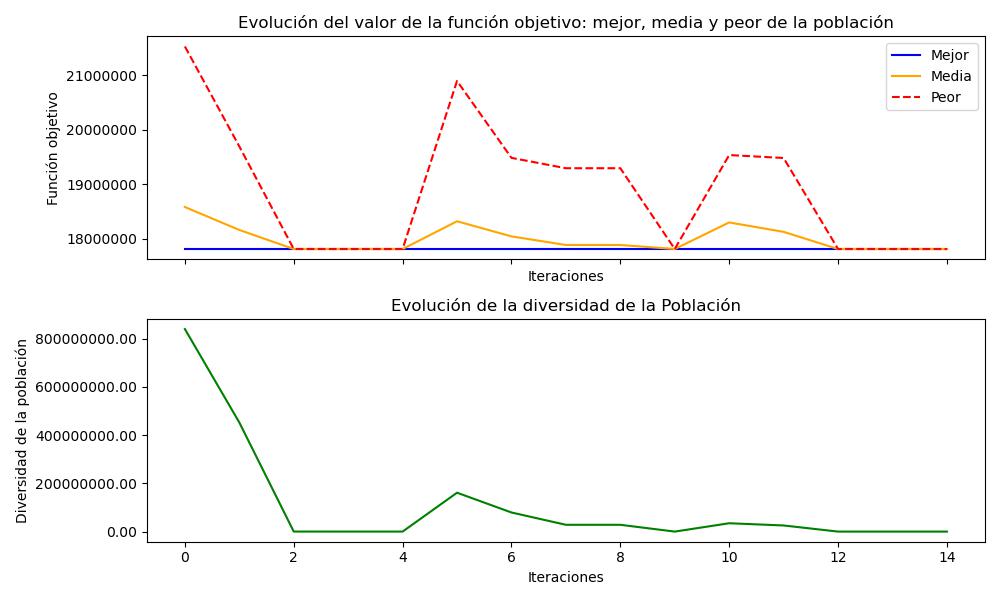 Evolución del valor de la función objetivo: mejor, media y peor de la población
Función objetivo
21000000
20000000
19000000
18000000
Mejor
Media
Peor
Iteraciones
Evolución de la diversidad de la Población
Diversidad de la población
800000000.00
600000000.00
400000000.00
200000000.00
0.00
0 2 4 6 8 10 12 14
Iteraciones